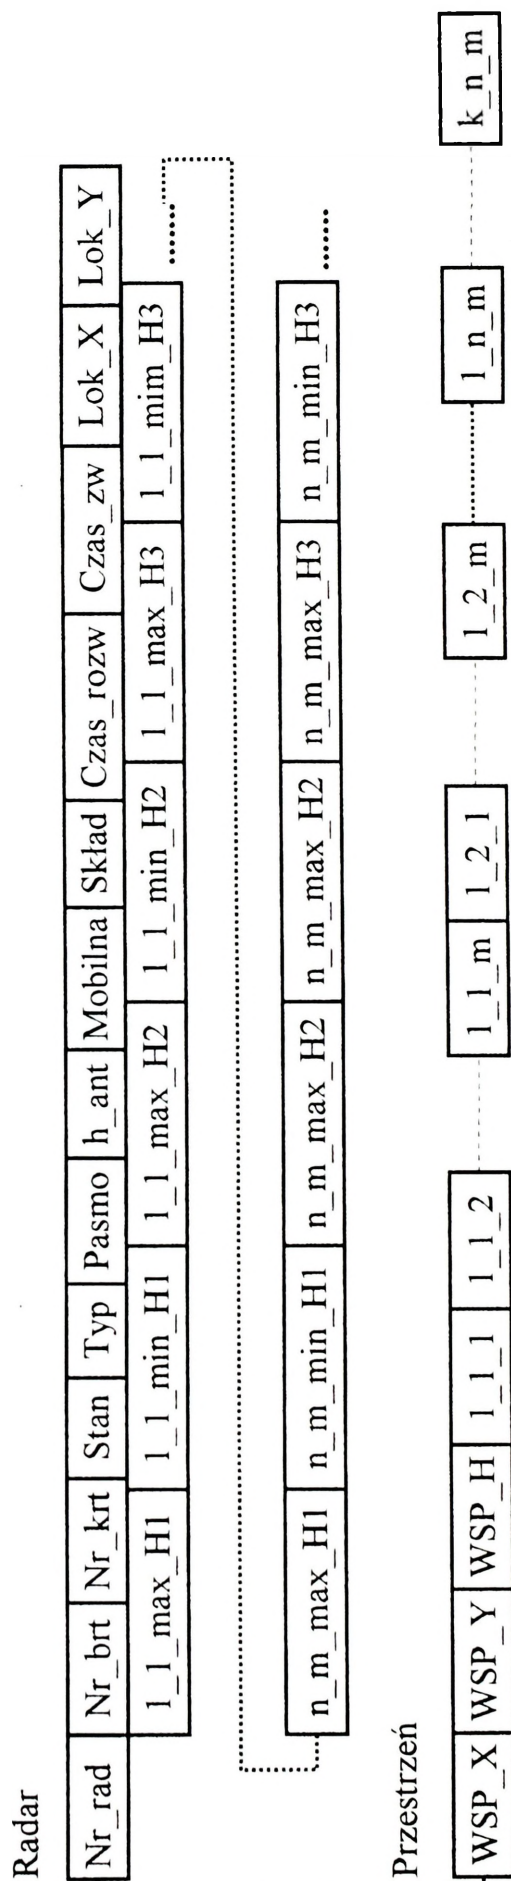 Radar
Nr_rad Nr_brt Nr_krt Stan Typ Pasmo h_ant Mobilna Skład Czas_rozw Czas_zw Lok_X Lok_Y
1_1_max_H1 1_1_min_H1 1_1_max_H2 1_1_min_H2 1_1_max_H3 1_1_mim_H3
n_m_max_H1 n_m_min_H1 n_m_max_H2 n_m_max_H2 n_m_max_H3 n_m_min_H3
Przestrzeń
WSP_X WSP_Y WSP_H 1_1_1 1_1_2 1_1_m 1_2_1 1_2_m 1_n_m k_n_m